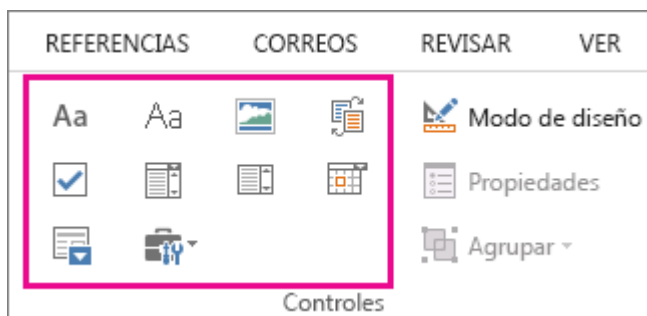 REFERENCIAS CORREOS REVISAR VER
Aa Aa Modo de diseño
Propiedades
Agrupar
Controles